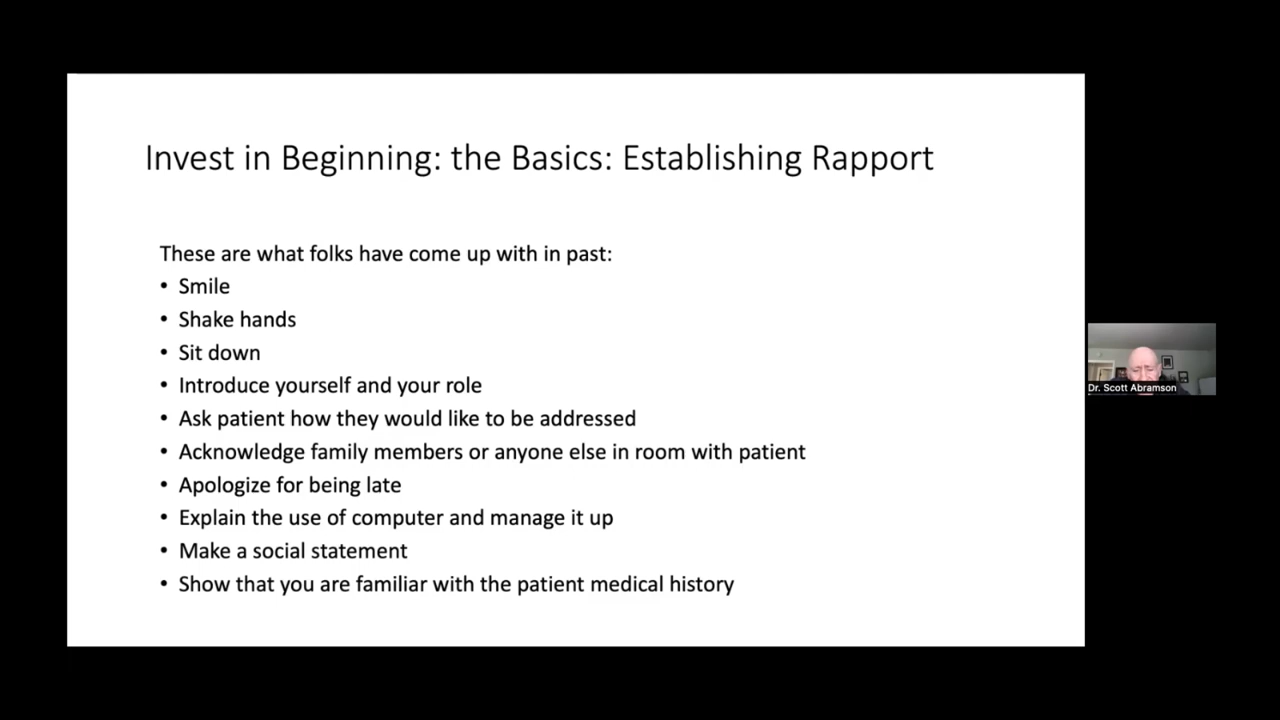 Invest in Beginning: the Basics: Establishing Rapport
These are what folks have come up with in past:
• Smile
• Shake hands
• Sit down
• Introduce yourself and your role
• Ask patient how they would like to be addressed
• Acknowledge family members or anyone else in room with patient
• Apologize for being late
• Explain the use of computer and manage it up
• Make a social statement
• Show that you are familiar with the patient medical history
Dr. Scott Abramson